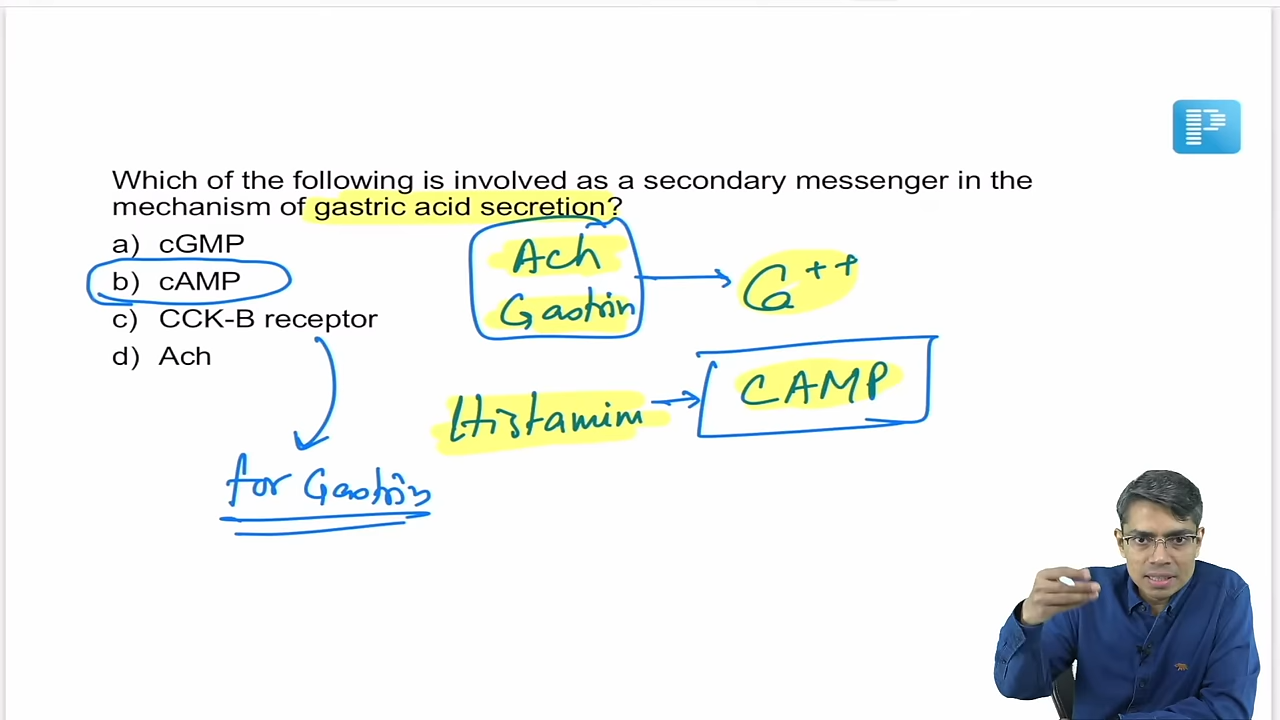 P
Which of the following is involved as a secondary messenger in the
mechanism of gastric acid secretion?
a) cGMP
b) cAMP
c) CCK-B receptor
d) Ach
Ach
Gastrin
Ca++
Histamin
CAMP
for Gastrin